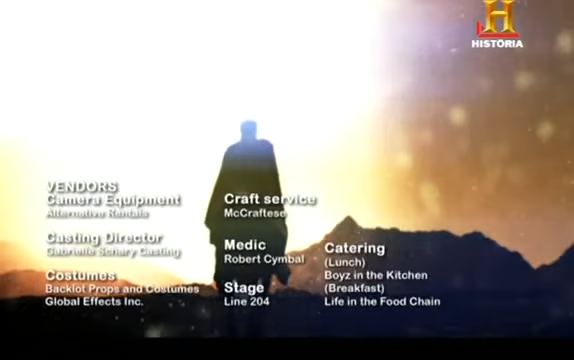 H
HISTORIA
VENDORS
Camera Equipment
Alternative Rentals
Casting Director
Gabrielle Schary Casting
Costumes
Backlot Props and Costumes
Global Effects Inc.
Craft service
McCraftese
Medic
Robert Cymbal
Stage
Line 204
Catering
(Lunch)
Boyz in the Kitchen
(Breakfast)
Life in the Food Chain